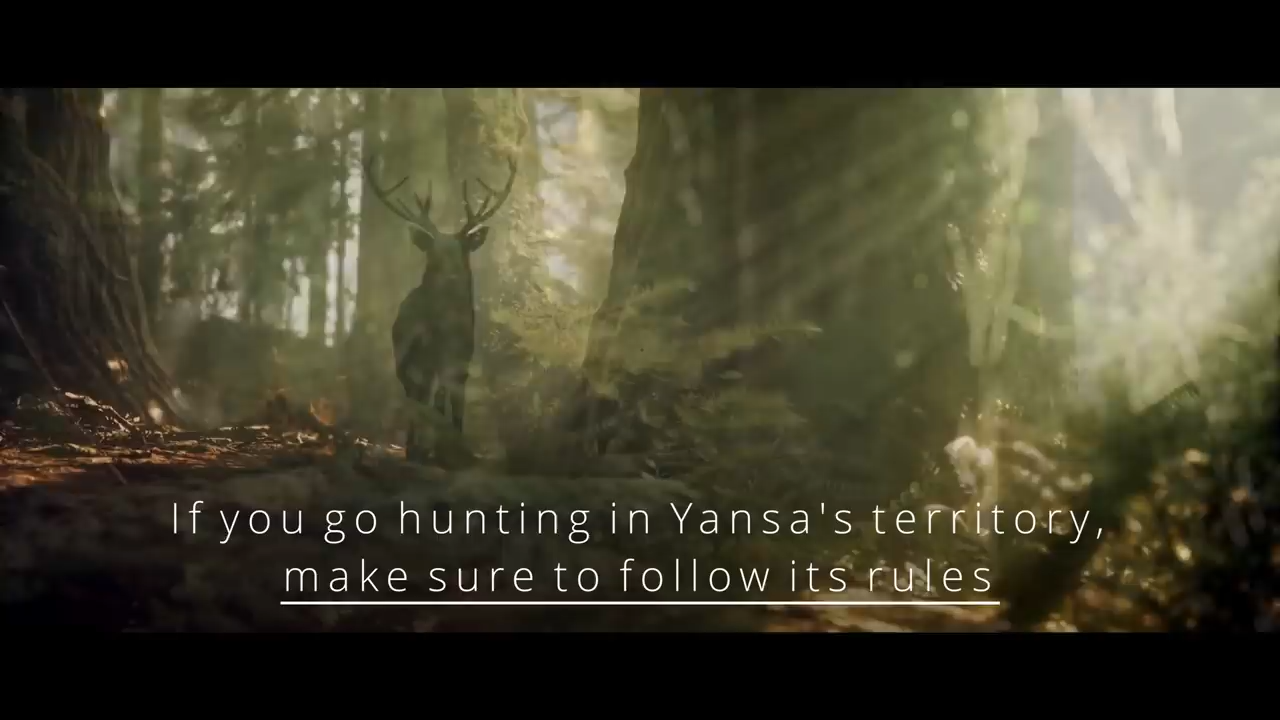 If you go hunting in Yansa's territory,
make sure to follow its rules